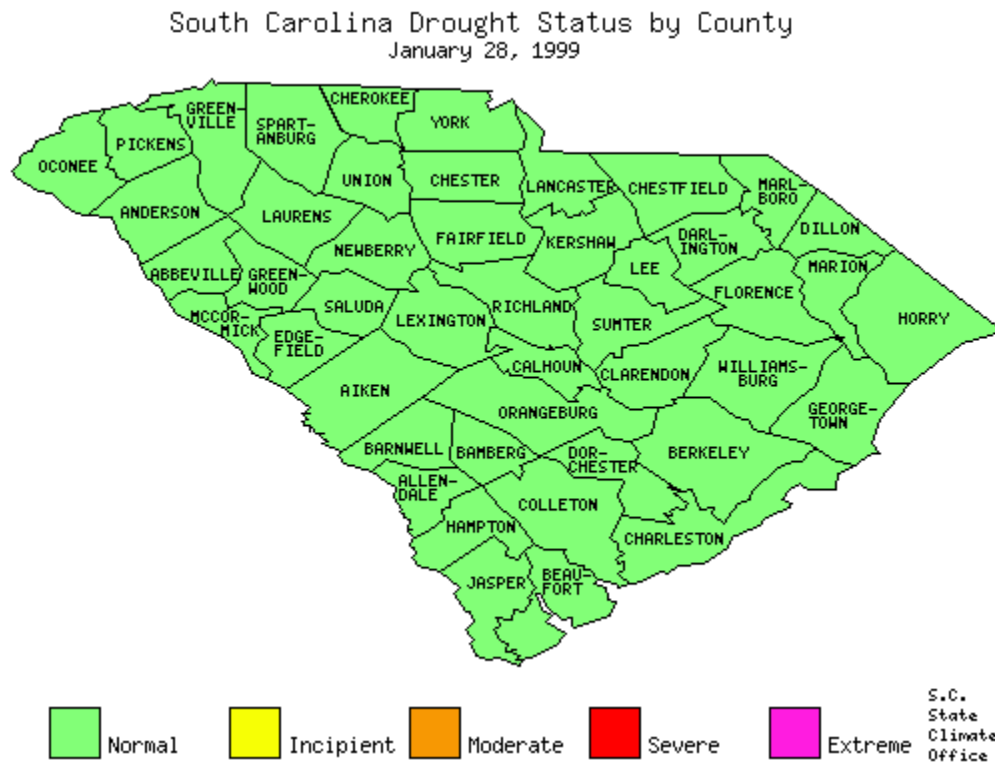 South Carolina Drought Status by County
January 28, 1999
CHEROKEE
GREEN-
VILLE
SPART-
ANBURG
YORK
PICKENS
OCONEE
UNION
CHESTER
LANCASTER
CHESTFIELD
MARL-
BORO
ANDERSON
LAURENS
DILLON
NEWBERRY
FAIRFIELD
KERSHAW
DARL-
INGTON
LEE
MARION
ABBEVILLE
GREEN-
WOOD
FLORENCE
SALUDA
RICHLAND
MCCOR-
MICK
LEXINGTON
SUMTER
HORRY
EDGE-
FIELD
CALHOUN
CLARENDON
WILLIAMS-
BURG
AIKEN
ORANGEBURG
GEORGE-
TOWN
BARNWELL
BAMBERG
DOR-
CHESTER
BERKELEY
ALLEN-
DALE
COLLETON
HAMPTON
CHARLESTON
JASPER
BEAU-
FORT
Normal
Incipient
Moderate
Severe
Extreme
S.C.
State
Climate
Office